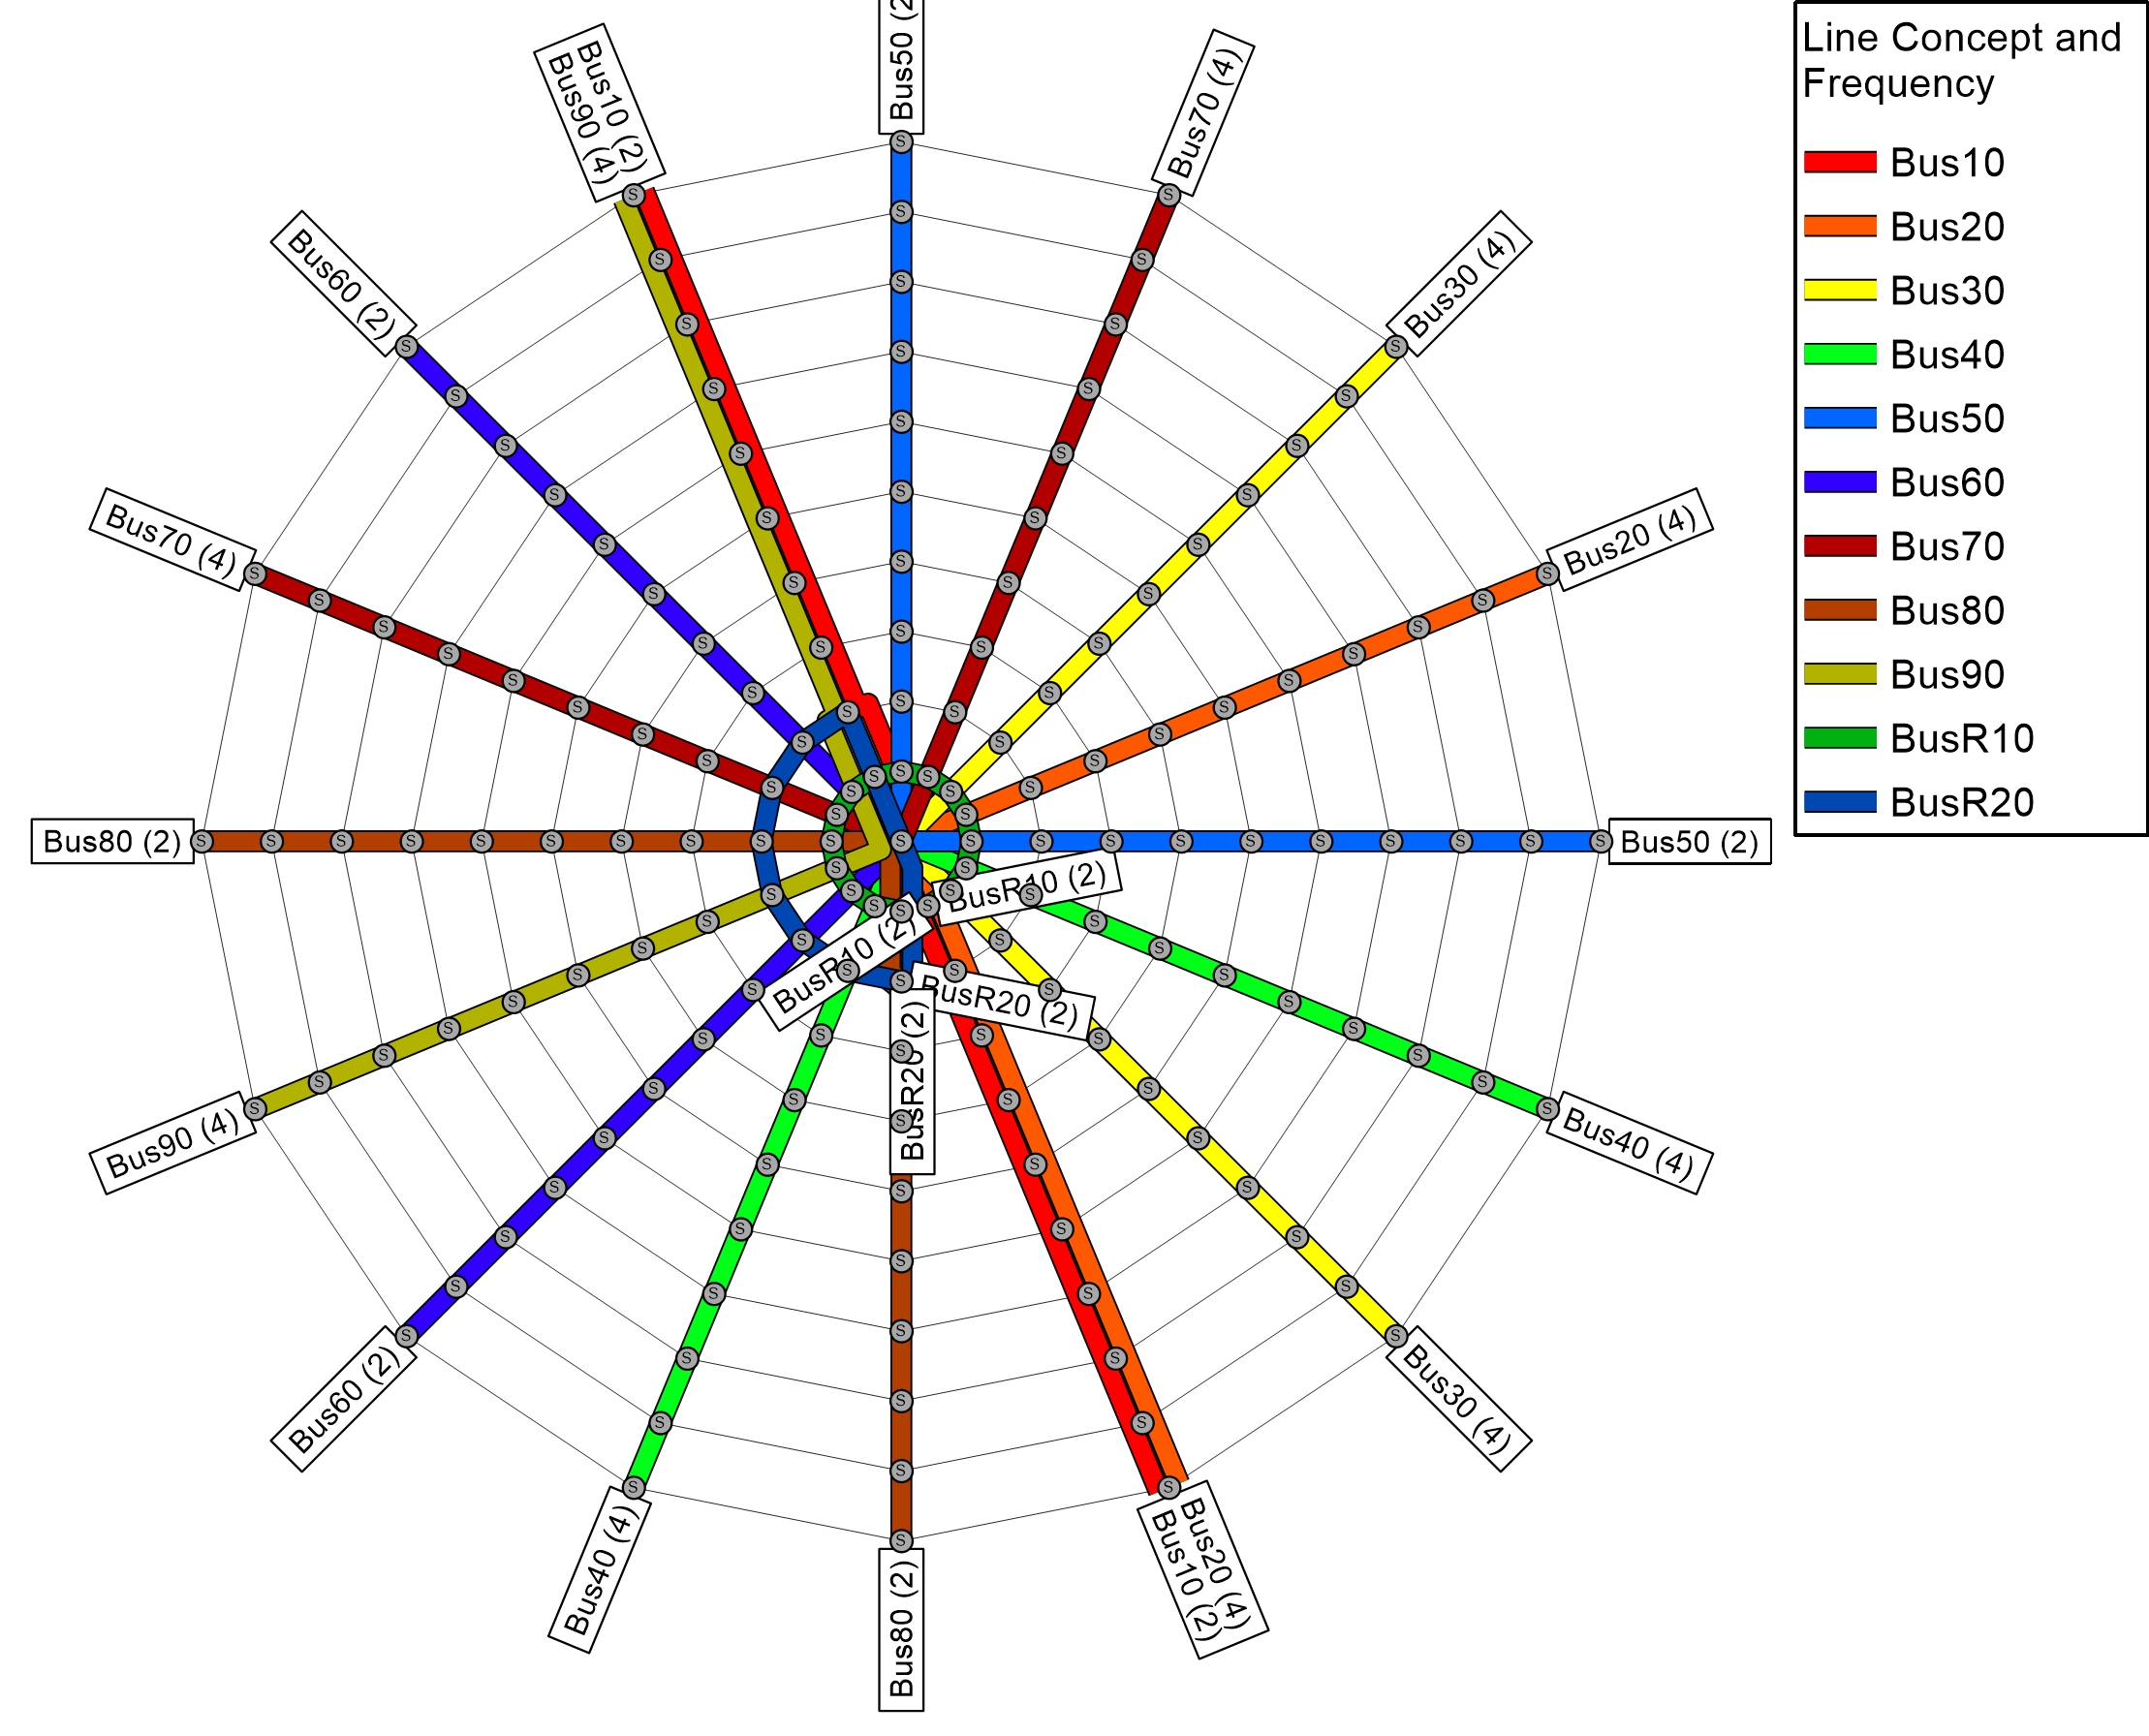 Bus50 (2
Bus10 (2)
Bus90 (4)
Bus70 (4)
Bus60 (2)
Bus30 (4)
Bus70 (4)
Bus20 (4)
Bus80 (2)
Bus50 (2)
BusR10 (2)
BusR10 (2)
BusR20 (2)
BusR20 (2)
Bus90 (4)
Bus40 (4)
Bus60 (2)
Bus30 (4)
Bus40 (4)
Bus80 (2)
Bus20 (4)
Bus10 (2)
Line Concept and
Frequency
Bus10
Bus20
Bus30
Bus40
Bus50
Bus60
Bus70
Bus80
Bus90
BusR10
BusR20